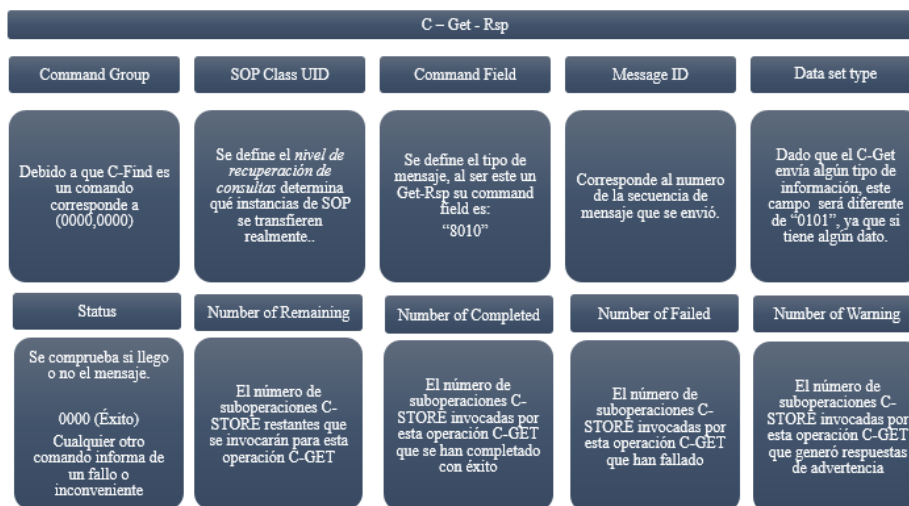 C – Get - Rsp
Command Group
SOP Class UID
Command Field
Message ID
Data set type
Debido a que C-Find es
un comando
corresponde a
(0000,0000)
Se define el nivel de
recuperación de
consultas determina
qué instancias de SOP
se transfieren
realmente..
Se define el tipo de
mensaje, al ser este un
Get-Rsp su command
field es:
“8010”
Corresponde al numero
de la secuencia de
mensaje que se envió.
Dado que el C-Get
envía algún tipo de
información, este
campo será diferente
de “0101”, ya que si
tiene algún dato.
Status
Number of Remaining
Number of Completed
Number of Failed
Number of Warning
Se comprueba si llego
o no el mensaje.
0000 (Éxito)
Cualquier otro
comando informa de
un fallo o
inconveniente
El número de
suboperaciones C-
STORE restantes que
se invocarán para esta
operación C-GET
El número de
suboperaciones C-
STORE invocadas por
esta operación C-GET
que se han completado
con éxito
El número de
suboperaciones C-
STORE invocadas por
esta operación C-GET
que han fallado
El número de
suboperaciones C-
STORE invocadas por
esta operación C-GET
que generó respuestas
de advertencia